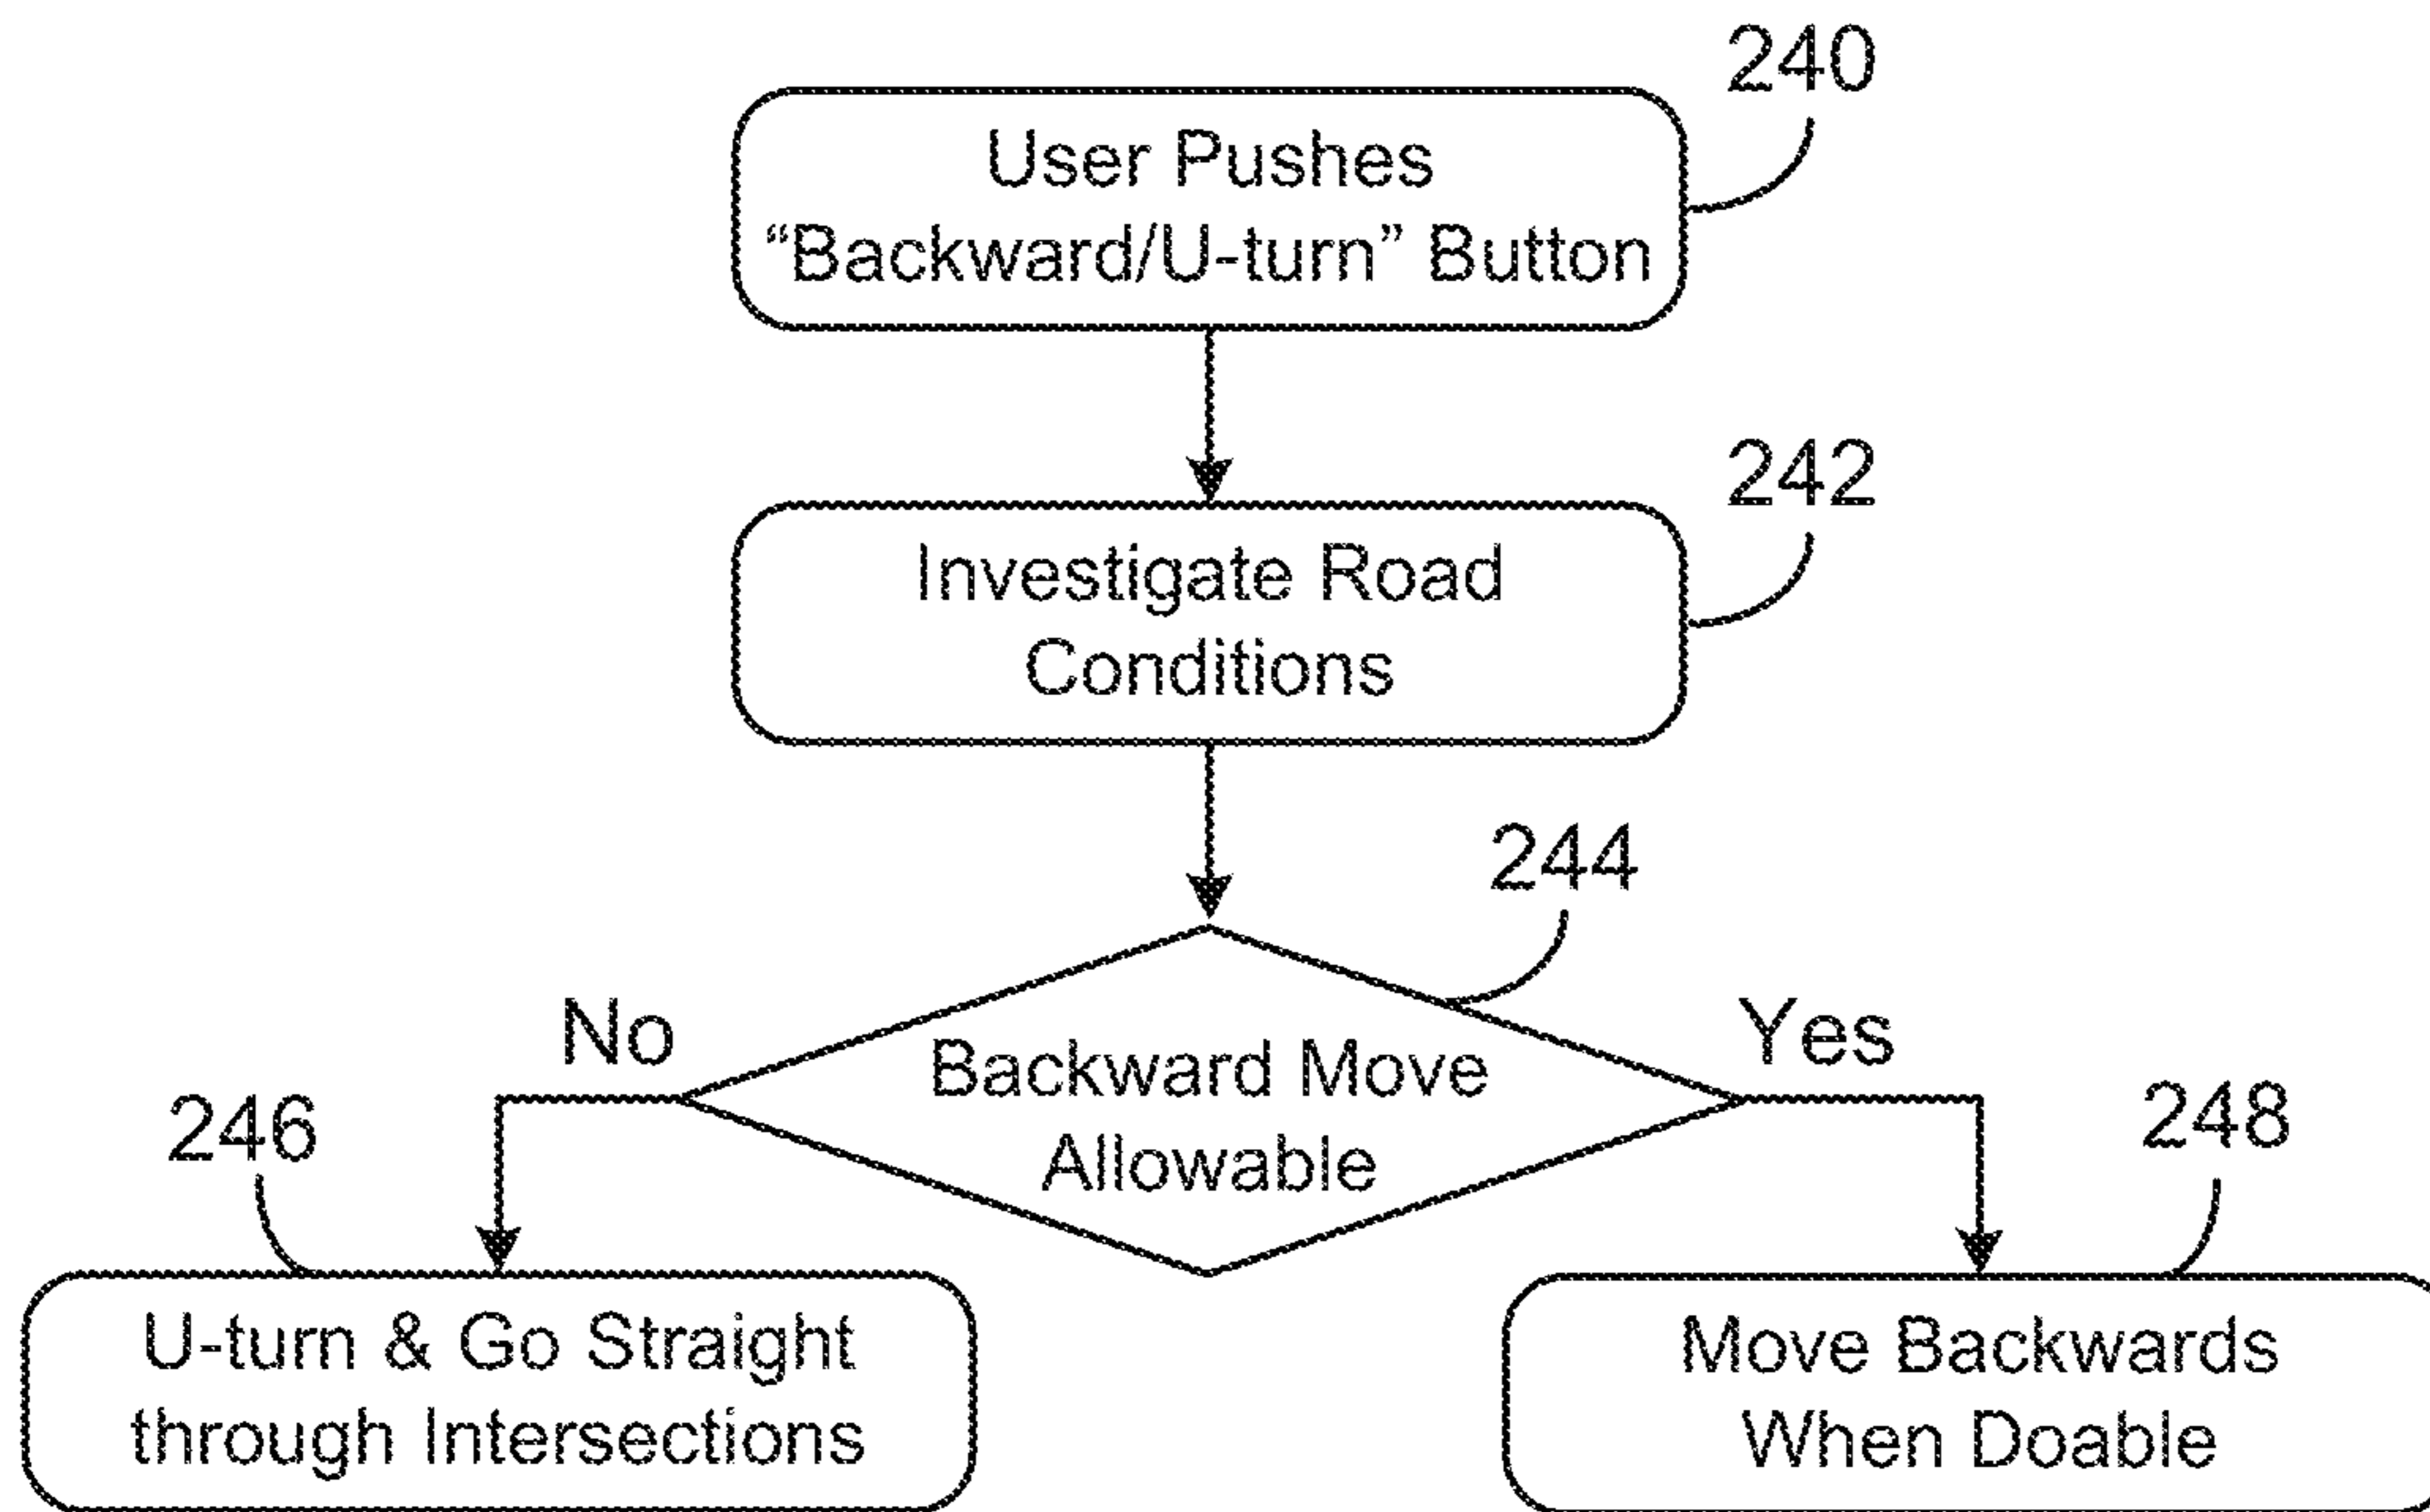 240
User Pushes
“Backward/U-turn” Button
242
Investigate Road
Conditions
244
No
Yes
Backward Move
Allowable
246
248
U-turn & Go Straight
through Intersections
Move Backwards
When Doable